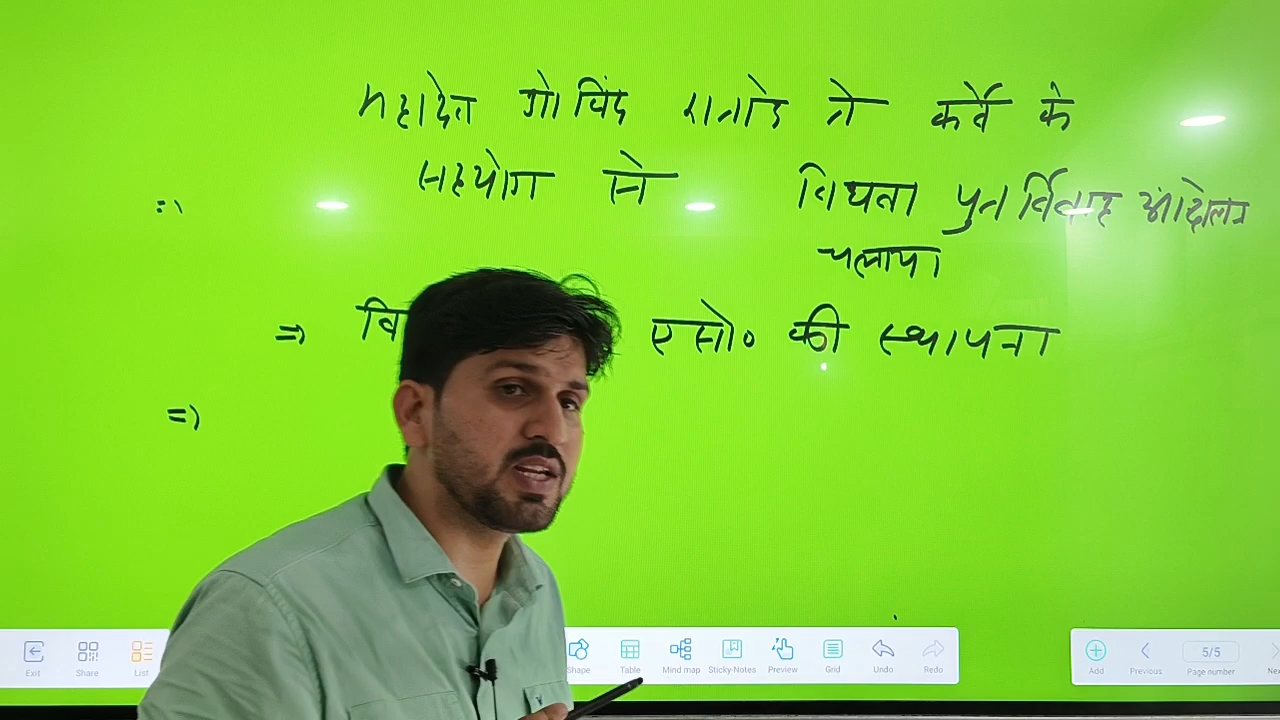 महादेव गोविंद रानाडे ने कर्वे के
सहयोग से विधवा पुनर्विवाह आंदोलन
चलाया
=>
=> वि एसो० की स्थापना
=>
Exit Share List Shape Table Mind map Sticky-Notes Preview Grid Undo Redo Add Previous 5/5 Page number